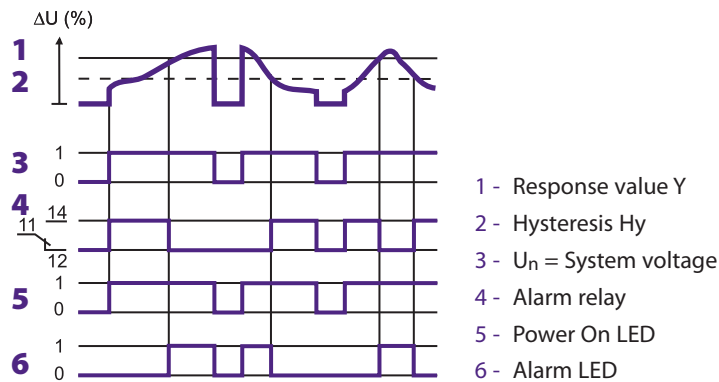 ΔU (%)
1
2
3 1
0
4 14
11
12
5 1
0
6 1
0
1 - Response value Y
2 - Hysteresis Hy
3 - Un = System voltage
4 - Alarm relay
5 - Power On LED
6 - Alarm LED